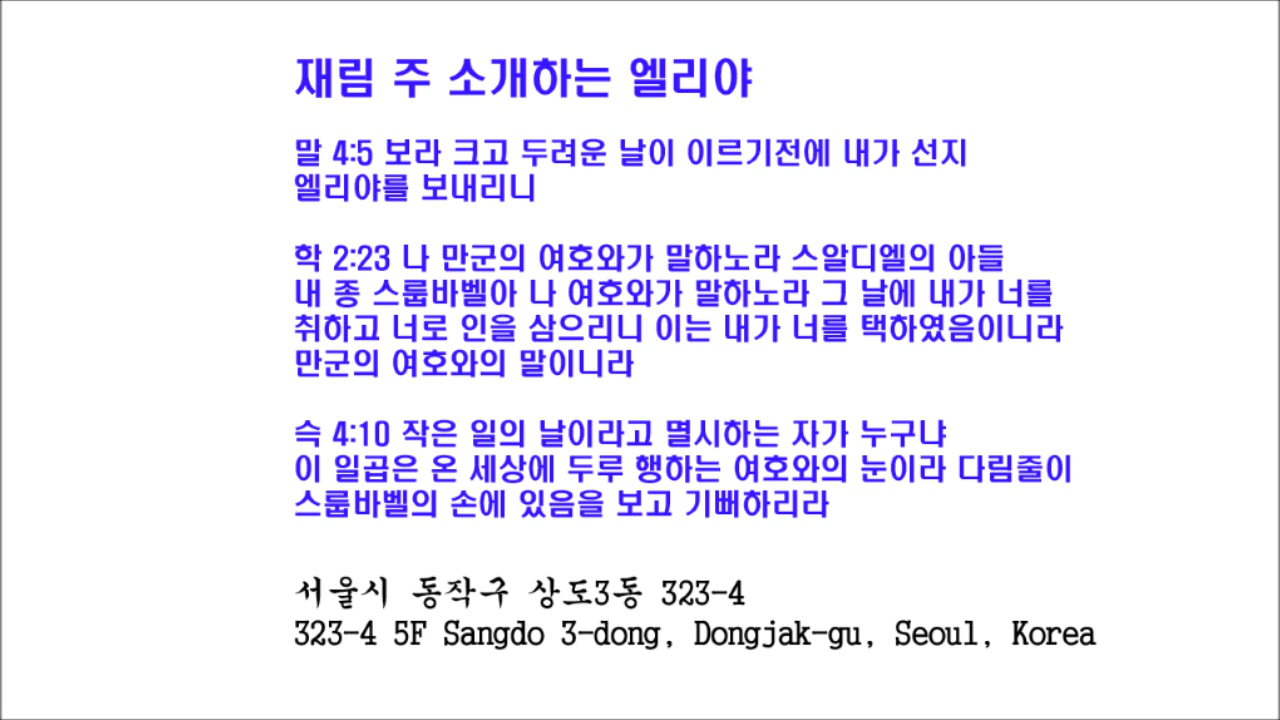 재림 주 소개하는 엘리야
말 4:5 보라 크고 두려운 날이 이르기전에 내가 선지
엘리야를 보내리니
학 2:23 나 만군의 여호와가 말하노라 스알디엘의 아들
내 종 스룹바벨아 나 여호와가 말하노라 그 날에 내가 너를
취하고 너로 인을 삼으리니 이는 내가 너를 택하였음이니라
만군의 여호와의 말이니라
슥 4:10 작은 일의 날이라고 멸시하는 자가 누구냐
이 일곱은 온 세상에 두루 행하는 여호와의 눈이라 다림줄이
스룹바벨의 손에 있음을 보고 기뻐하리라
서울시 동작구 상도3동 323-4
323-4 5F Sangdo 3-dong, Dongjak-gu, Seoul, Korea